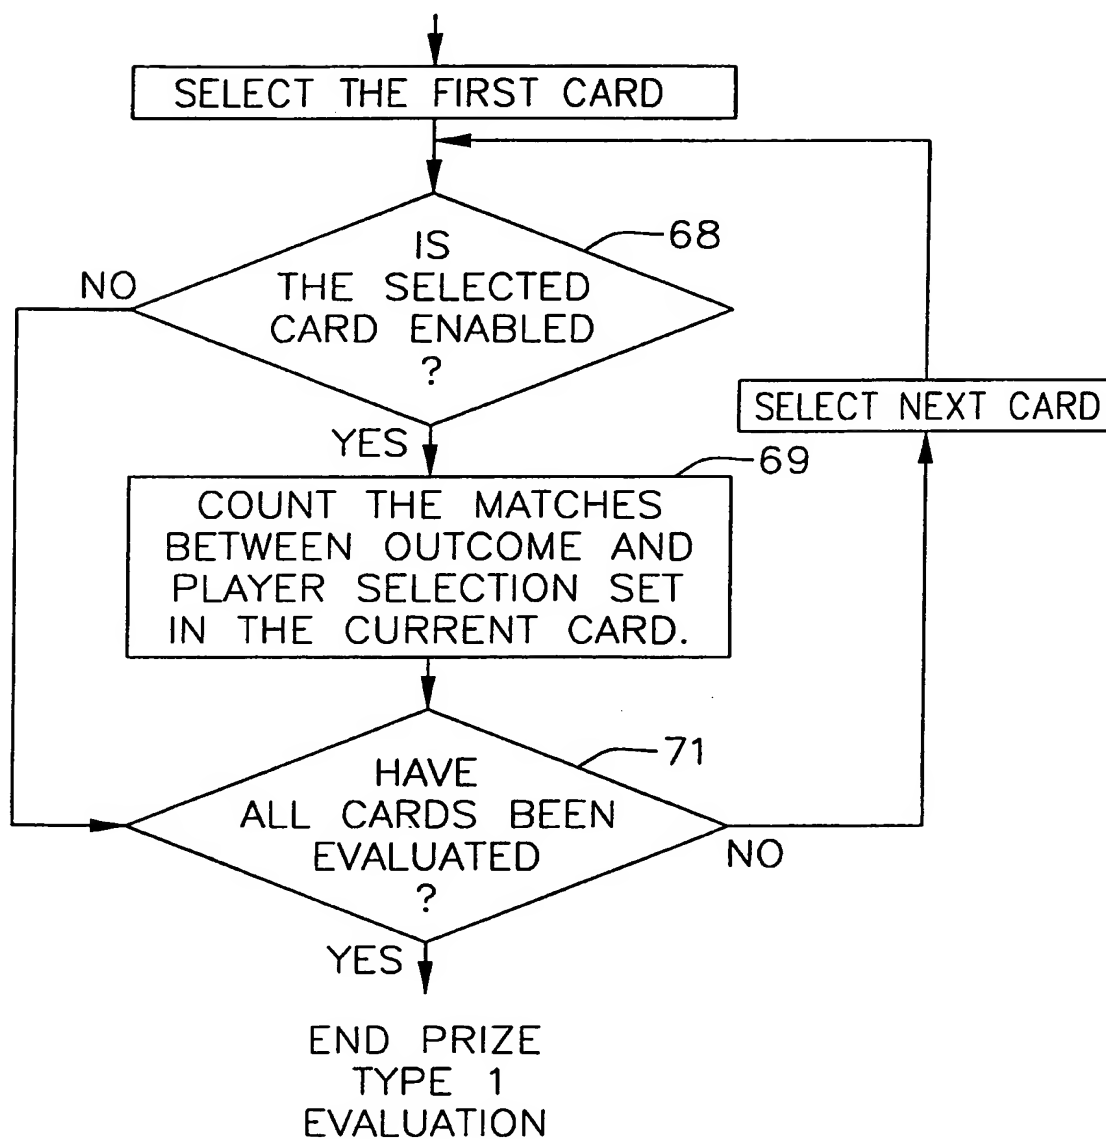 SELECT THE FIRST CARD
IS
THE SELECTED
CARD ENABLED
?
68
NO
YES
SELECT NEXT CARD
69
COUNT THE MATCHES
BETWEEN OUTCOME AND
PLAYER SELECTION SET
IN THE CURRENT CARD.
71
HAVE
ALL CARDS BEEN
EVALUATED
?
NO
YES
END PRIZE
TYPE 1
EVALUATION